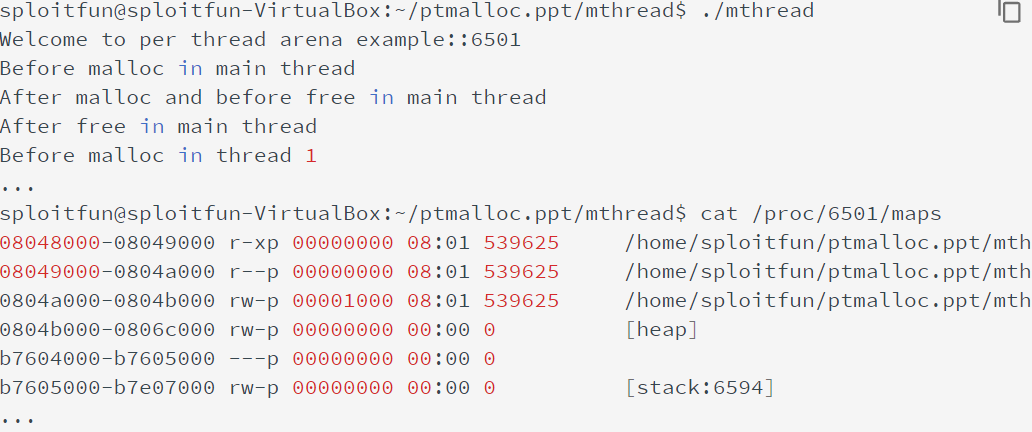 sploitfun@sploitfun-VirtualBox:~/ptmalloc.ppt/mthread$ ./mthread
Welcome to per thread arena example::6501
Before malloc in main thread
After malloc and before free in main thread
After free in main thread
Before malloc in thread 1
...
sploitfun@sploitfun-VirtualBox:~/ptmalloc.ppt/mthread$ cat /proc/6501/maps
08048000-08049000 r-xp 00000000 08:01 539625     /home/sploitfun/ptmalloc.ppt/mth
08049000-0804a000 r--p 00000000 08:01 539625     /home/sploitfun/ptmalloc.ppt/mth
0804a000-0804b000 rw-p 00001000 08:01 539625     /home/sploitfun/ptmalloc.ppt/mth
0804b000-0806c000 rw-p 00000000 00:00 0          [heap]
b7604000-b7605000 ---p 00000000 00:00 0
b7605000-b7e07000 rw-p 00000000 00:00 0          [stack:6594]
...